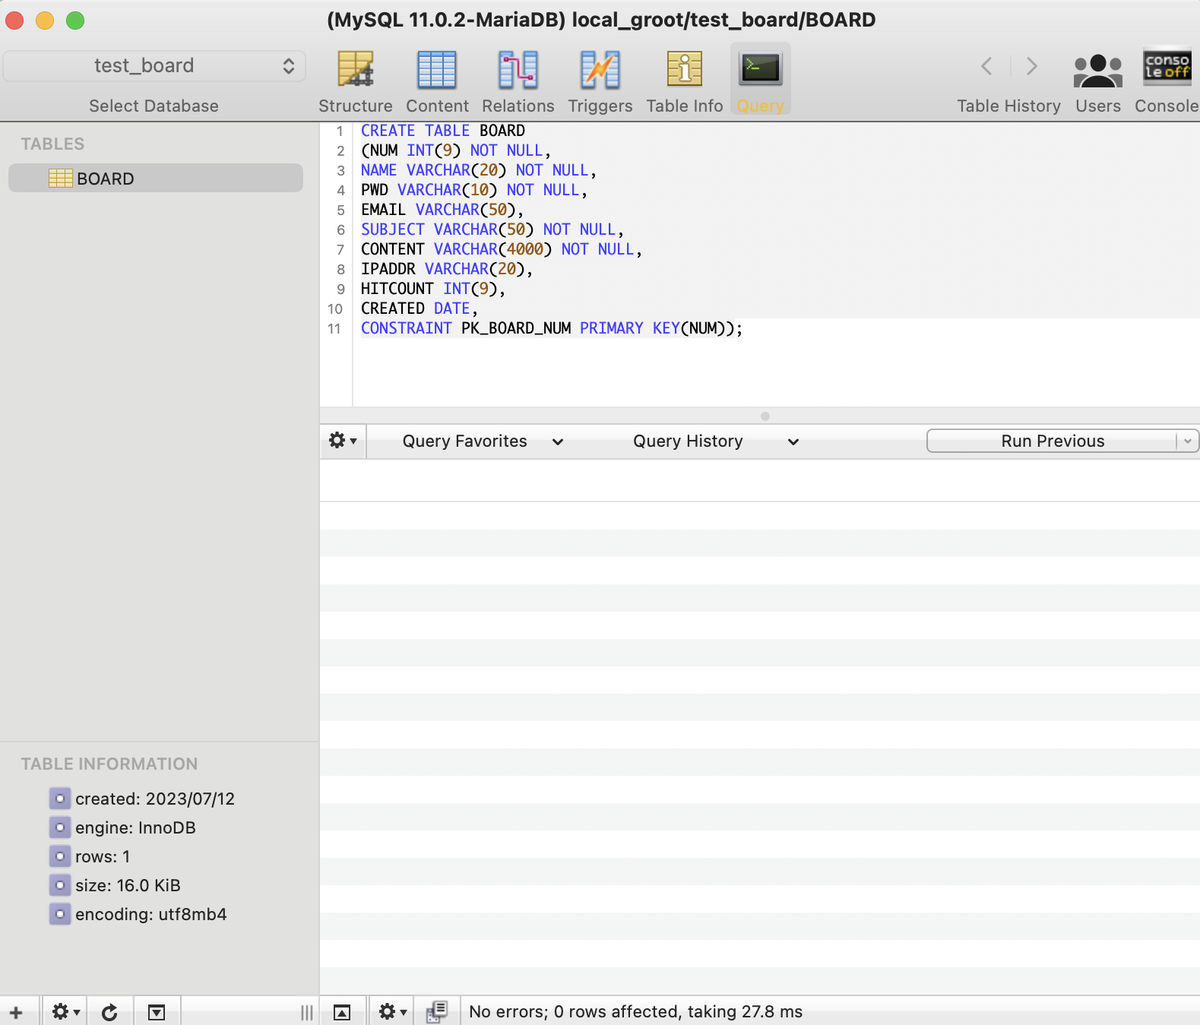 (MySQL 11.0.2-MariaDB) local_groot/test_board/BOARD
test_board
Select Database
Structure
Content
Relations
Triggers
Table Info
Query
Table History
Users
conso
le off
Console
TABLES
BOARD
1 CREATE TABLE BOARD
2 (NUM INT(9) NOT NULL,
3 NAME VARCHAR(20) NOT NULL,
4 PWD VARCHAR(10) NOT NULL,
5 EMAIL VARCHAR(50),
6 SUBJECT VARCHAR(50) NOT NULL,
7 CONTENT VARCHAR(4000) NOT NULL,
8 IPADDR VARCHAR(20),
9 HITCOUNT INT(9),
10 CREATED DATE,
11 CONSTRAINT PK_BOARD_NUM PRIMARY KEY(NUM));
Query Favorites
Query History
Run Previous
TABLE INFORMATION
created: 2023/07/12
engine: InnoDB
rows: 1
size: 16.0 KiB
encoding: utf8mb4
No errors; 0 rows affected, taking 27.8 ms